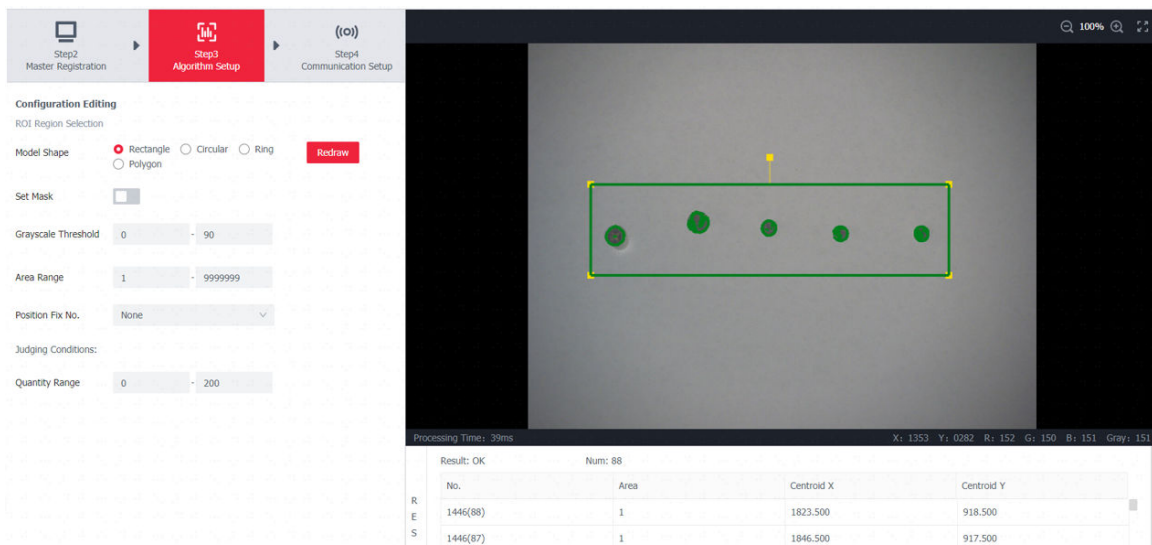 100%
Step2
Master Registration
Step3
Algorithm Setup
Step4
Communication Setup
Configuration Editing
ROI Region Selection
Model Shape
Rectangle
Circular
Ring
Polygon
Redraw
Set Mask
Grayscale Threshold 0 - 90
Area Range 1 - 9999999
Position Fix No. None
Judging Conditions:
Quantity Range 0 - 200
Processing Time: 39ms
X: 1353 Y: 0282 R: 152 G: 150 B: 151 Gray: 151
Result: OK Num: 88
No. Area Centroid X Centroid Y
1446(88) 1 1823.500 918.500
1446(87) 1 1846.500 917.500
R
E
S